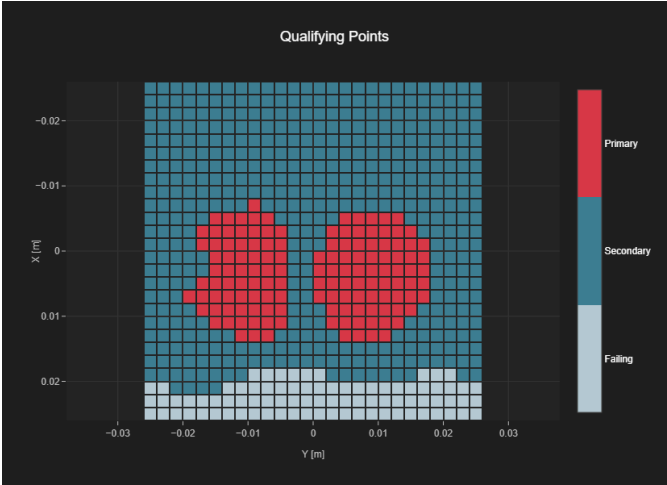 Qualifying Points
−0.02
−0.01
0
0.01
0.02
X [m]
−0.03
−0.02
−0.01
0
0.01
0.02
0.03
Y [m]
Primary
Secondary
Failing